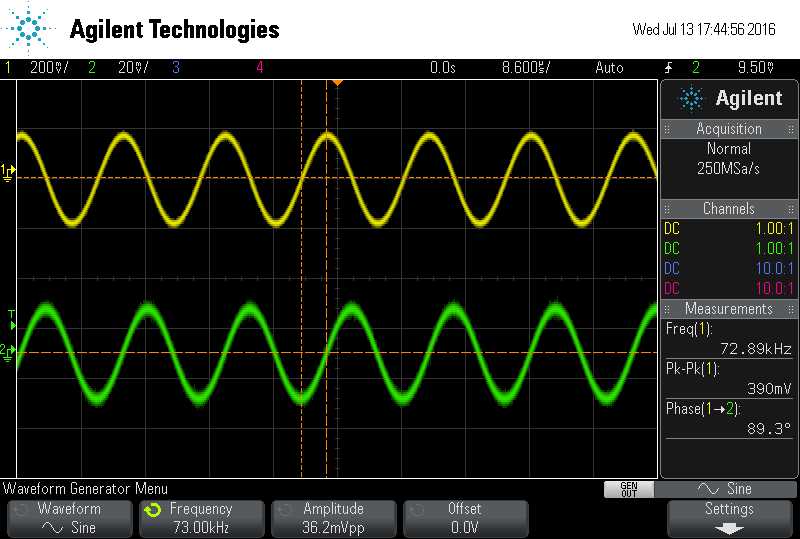 Agilent Technologies
Wed Jul 13 17:44:56 2016
1 200mV/ 2 20mV/ 3 4 0.0s 8.600us/ Auto 2 9.50mV
Agilent
Acquisition
Normal
250MSa/s
Channels
DC 1.00:1
DC 1.00:1
DC 10.0:1
DC 10.0:1
Measurements
Freq(1):
72.89kHz
Pk-Pk(1):
390mV
Phase(1→2):
89.3°
1
T
2
Waveform Generator Menu
GEN OUT
Sine
Waveform
Sine
Frequency
73.00kHz
Amplitude
36.2mVpp
Offset
0.0V
Settings